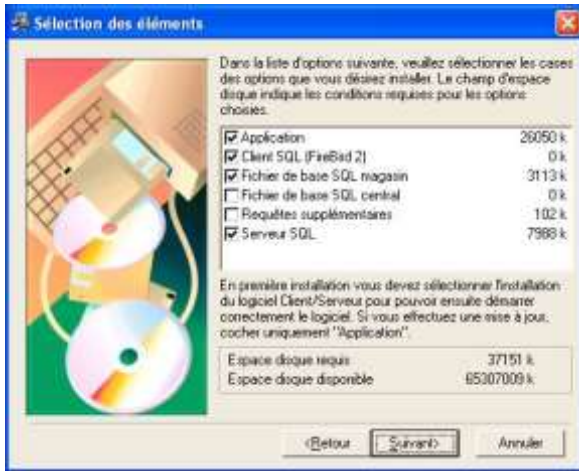 Sélection des éléments
Dans la liste d'options suivante, veuillez sélectionner les cases
des options que vous désirez installer. Le champ d'espace
disque indique les conditions requises pour les options
choisies.
Application 26050 k
Client SQL (FireBird 2) 0 k
Fichier de base SQL magasin 3113 k
Fichier de base SQL central 0 k
Requêtes supplémentaires 102 k
Serveur SQL 7988 k
En première installation vous devez sélectionner l'installation
du logiciel Client/Serveur pour pouvoir ensuite démarrer
correctement le logiciel. Si vous effectuez une mise à jour,
cocher uniquement "Application".
Espace disque requis 37151 k
Espace disque disponible 65307009 k
<Retour Suivant> Annuler